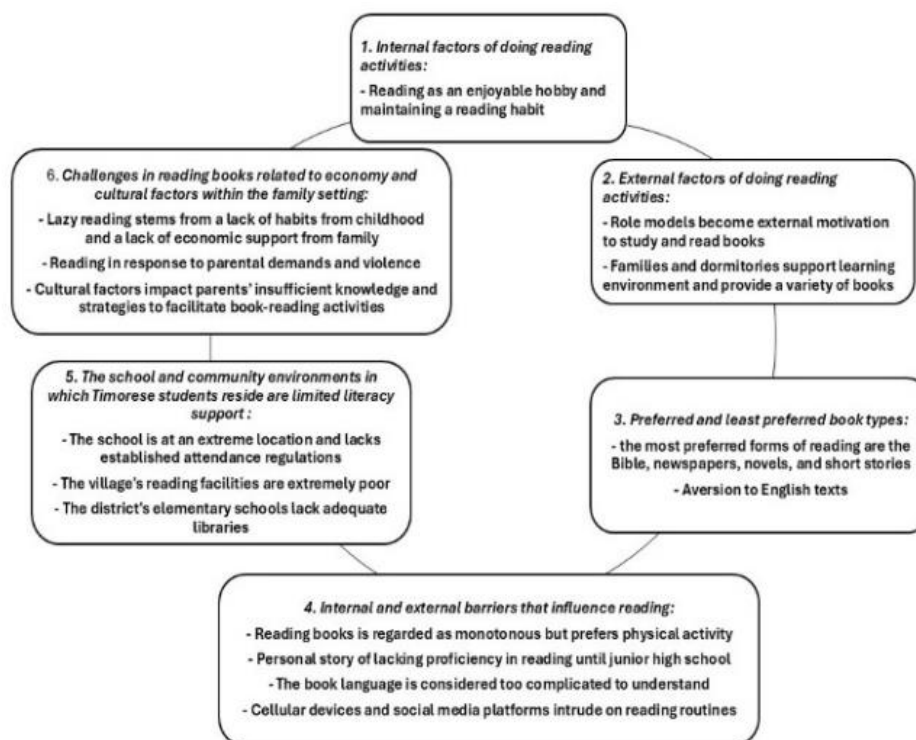 1. Internal factors of doing reading
activities:
- Reading as an enjoyable hobby and
maintaining a reading habit
2. External factors of doing reading
activities:
- Role models become external motivation
to study and read books
- Families and dormitories support learning
environment and provide a variety of books
3. Preferred and least preferred book types:
- the most preferred forms of reading are the
Bible, newspapers, novels, and short stories
- Aversion to English texts
4. Internal and external barriers that influence reading:
- Reading books is regarded as monotonous but prefers physical activity
- Personal story of lacking proficiency in reading until junior high school
- The book language is considered too complicated to understand
- Cellular devices and social media platforms intrude on reading routines
5. The school and community environments in
which Timorese students reside are limited literacy
support :
- The school is at an extreme location and lacks
established attendance regulations
- The village's reading facilities are extremely poor
- The district's elementary schools lack adequate
libraries
6. Challenges in reading books related to economy and
cultural factors within the family setting:
- Lazy reading stems from a lack of habits from childhood
and a lack of economic support from family
- Reading in response to parental demands and violence
- Cultural factors impact parents' insufficient knowledge and
strategies to facilitate book-reading activities